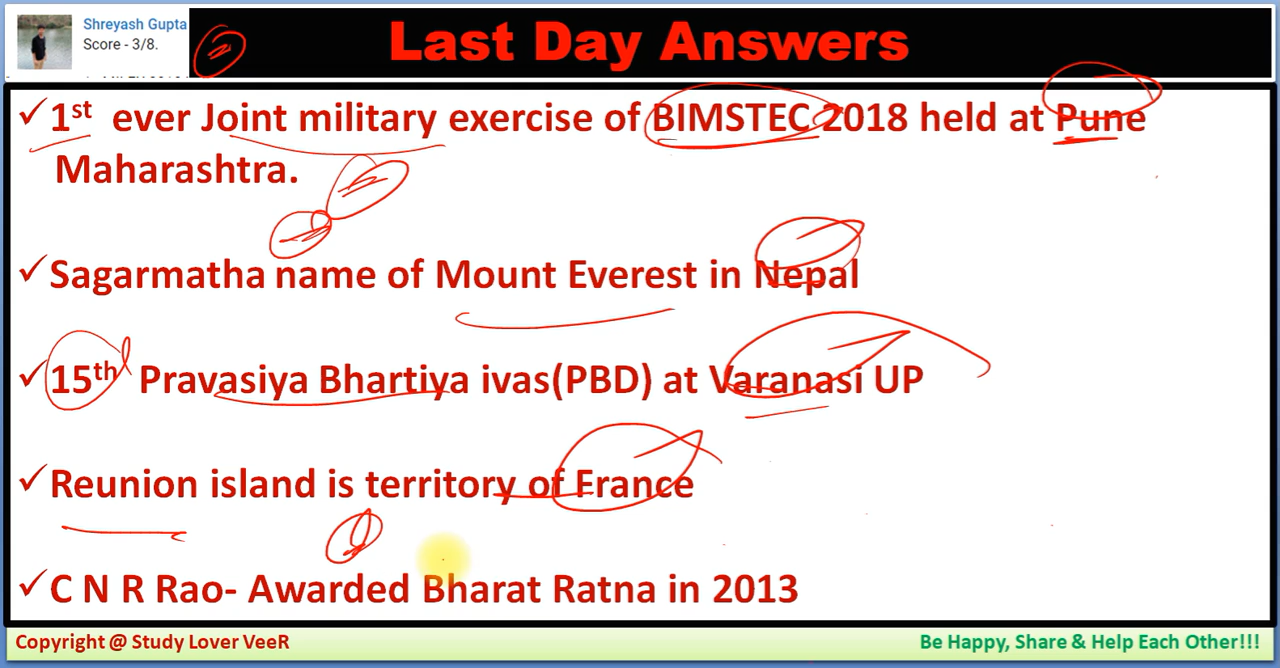 Shreyash Gupta
Score - 3/8.
Last Day Answers
✓1st ever Joint military exercise of BIMSTEC 2018 held at Pune
Maharashtra.
✓Sagarmatha name of Mount Everest in Nepal
✓15th Pravasiya Bhartiya ivas(PBD) at Varanasi UP
✓Reunion island is territory of France
✓C N R Rao- Awarded Bharat Ratna in 2013
Copyright @ Study Lover VeeR
Be Happy, Share & Help Each Other!!!